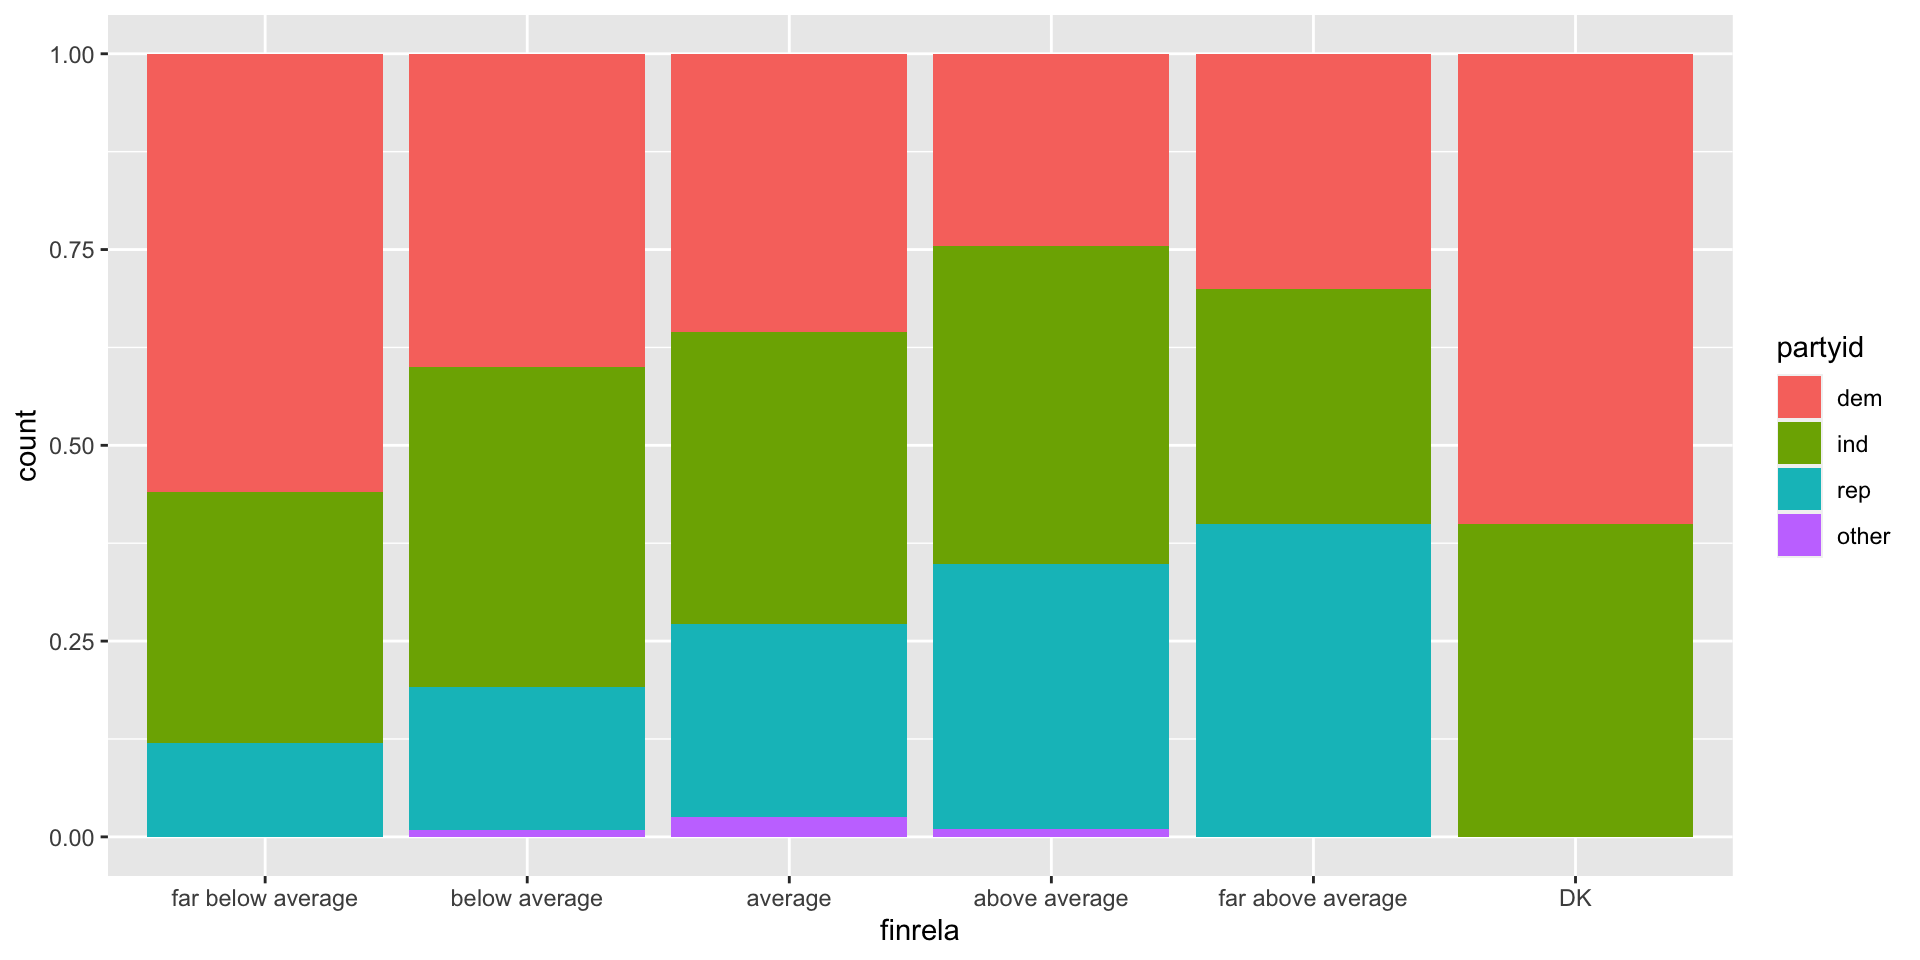 1.00
0.75
0.50
0.25
0.00
count
far below average
below average
average
above average
far above average
DK
finrela
partyid
dem
ind
rep
other